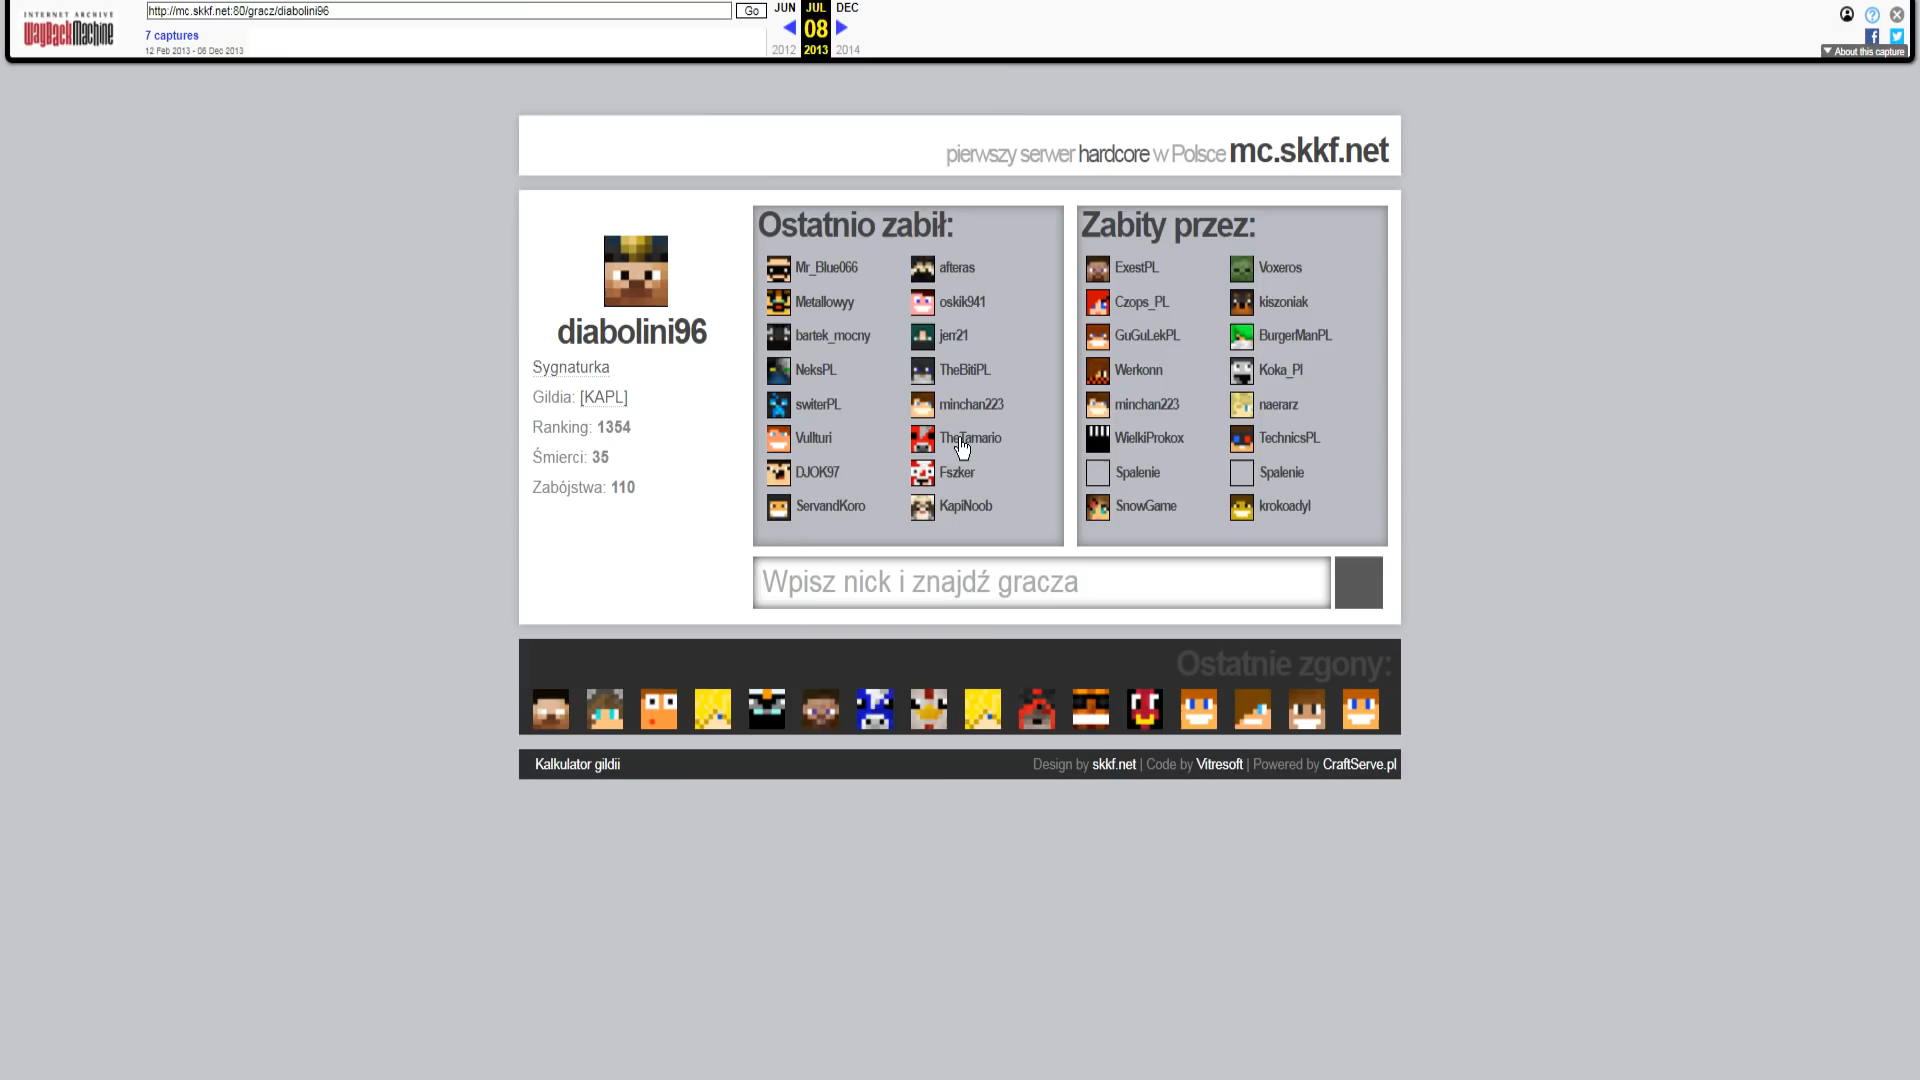 INTERNET ARCHIVE
WayBackMachine
http://mc.skkf.net:80/gracz/diabolini96
Go
JUN JUL DEC
08
2012 2013 2014
7 captures
12 Feb 2013 - 06 Dec 2013
About this capture
pierwszy serwer hardcore w Polsce mc.skkf.net
diabolini96
Sygnaturka
Gildia: [KAPL]
Ranking: 1354
Śmierci: 35
Zabójstwa: 110
Ostatnio zabił:
Mr_Blue066 afteras
Metallowyy oskik941
bartek_mocny jerr21
NeksPL TheBitiPL
switerPL minchan223
Vullturi TheTamario
DJOK97 Fszker
ServandKoro KapiNoob
Zabity przez:
ExestPL Voxeros
Czops_PL kiszoniak
GuGuLekPL BurgerManPL
Werkonn Koka_Pl
minchan223 naerarz
WielkiProkox TechnicsPL
Spalenie Spalenie
SnowGame krokoadyl
Wpisz nick i znajdź gracza
Ostatnie zgony:
Kalkulator gildii
Design by skkf.net | Code by Vitresoft | Powered by CraftServe.pl